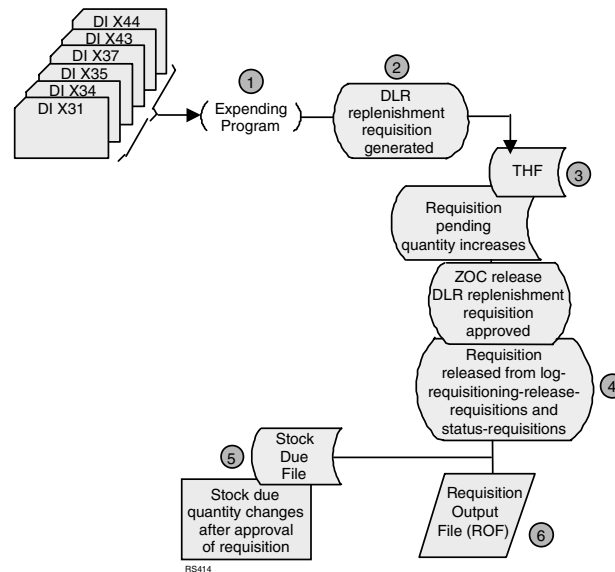 DI X44
DI X43
DI X37
DI X35
DI X34
DI X31
1
Expending
Program
2
DLR
replenishment
requisition
generated
THF
3
Requisition
pending
quantity increases
ZOC release
DLR replenishment
requisition
approved
Requisition
released from log-
requisitioning-release-
requisitions and
status-requisitions
4
5
Stock
Due
File
Stock due
quantity changes
after approval
of requisition
Requisition
Output
File (ROF)
6
RS414